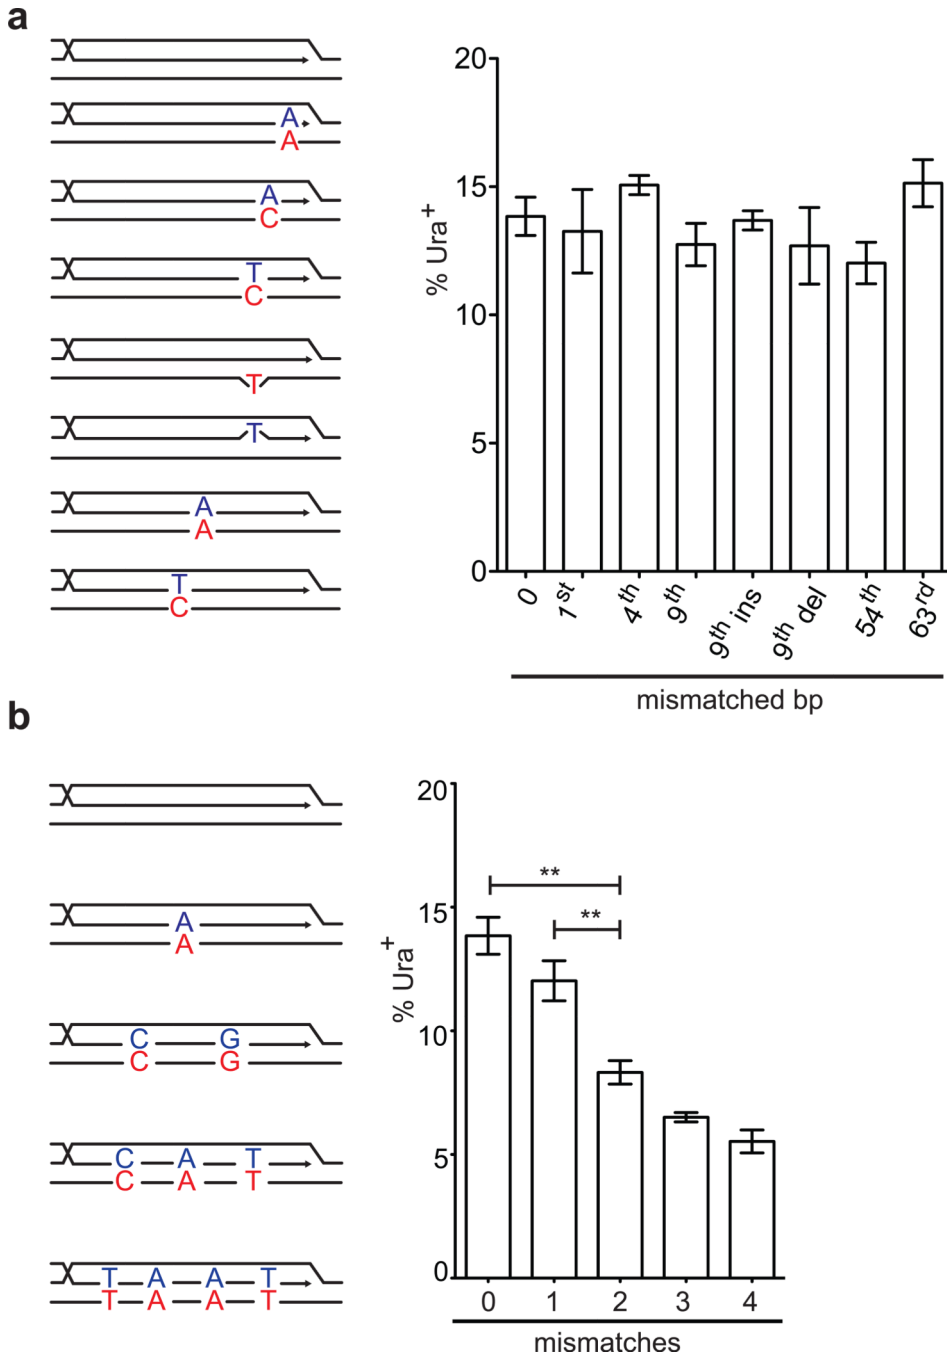 a
A
A
A
C
T
C
T
T
A
A
T
C
% Ura+
20
15
10
5
0
0 1st 4th 9th 9th ins 9th del 54th 63rd
mismatched bp
b
A
A
C G
C G
C A T
C A T
T A A T
T A A T
% Ura+
20
15
10
5
0
** 
**
0 1 2 3 4
mismatches